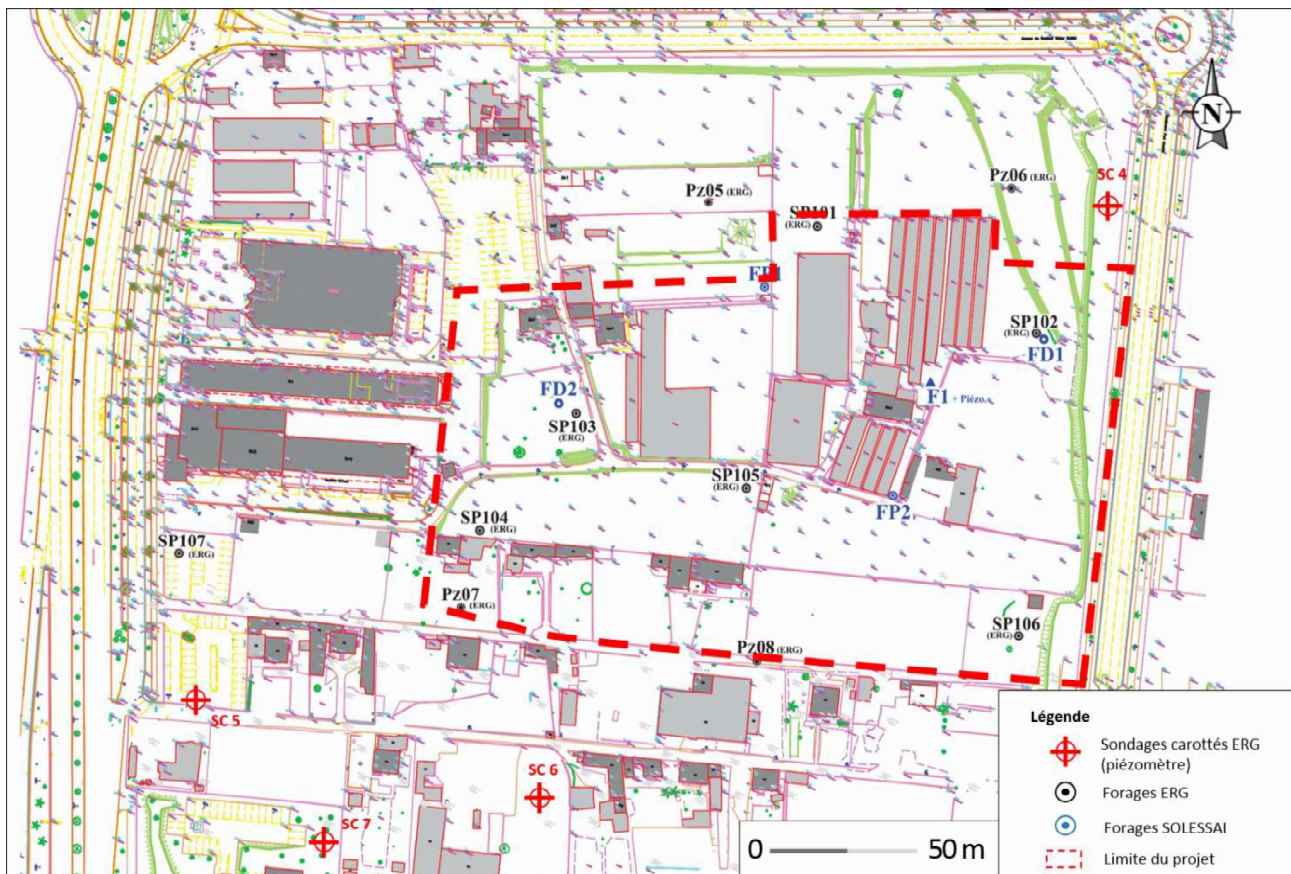 N
SC 4
Pz06 (ERG)
Pz05 (ERG)
SP101
(ERG)
FP1
SP102
(ERG)
FD1
F1 + Piézo.
FD2
SP103
(ERG)
SP105
(ERG)
FP2
SP104
(ERG)
SP107
(ERG)
Pz07
(ERG)
SP106
(ERG)
Pz08 (ERG)
SC 5
SC 6
SC 7
0 50 m
Légende
Sondages carottés ERG
(piézomètre)
Forages ERG
Forages SOLESSAI
Limite du projet